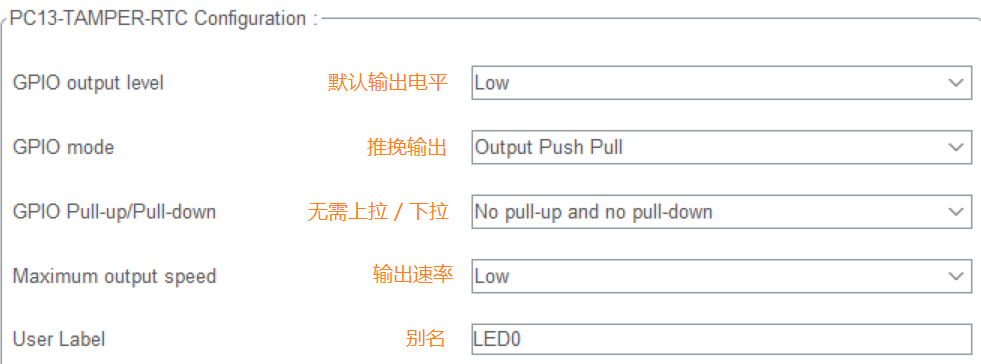 PC13-TAMPER-RTC Configuration :
GPIO output level 默认输出电平 Low
GPIO mode 推挽输出 Output Push Pull
GPIO Pull-up/Pull-down 无需上拉 / 下拉 No pull-up and no pull-down
Maximum output speed 输出速率 Low
User Label 别名 LED0